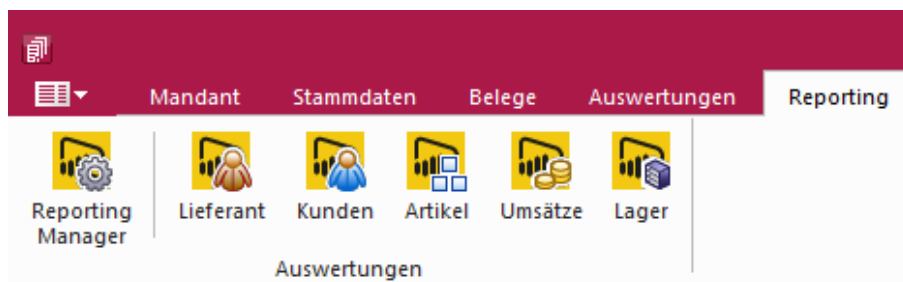 Mandant Stammdaten Belege Auswertungen Reporting
Reporting Manager Lieferant Kunden Artikel Umsätze Lager
Auswertungen